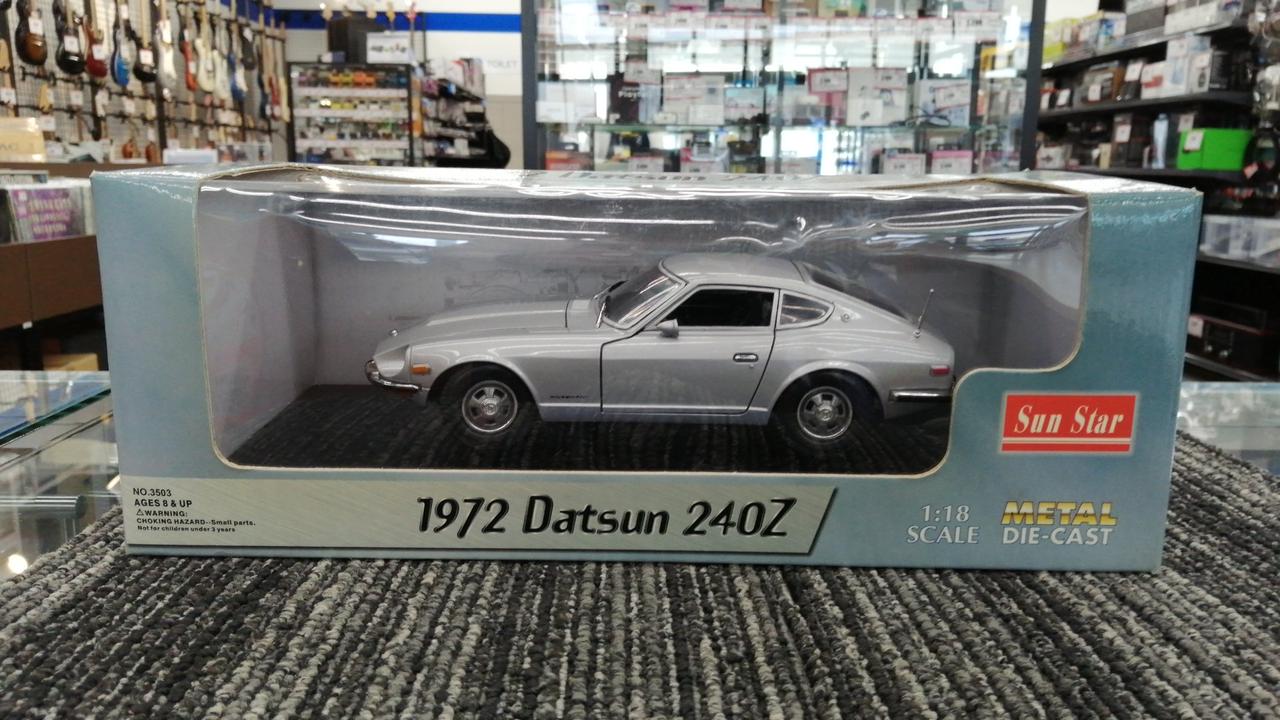 Sun Star
NO.3503
AGES 8 & UP
⚠WARNING:
CHOKING HAZARD--Small parts.
Not for children under 3 years
1972 Datsun 240Z
1:18
SCALE
METAL
DIE-CAST
TOILET